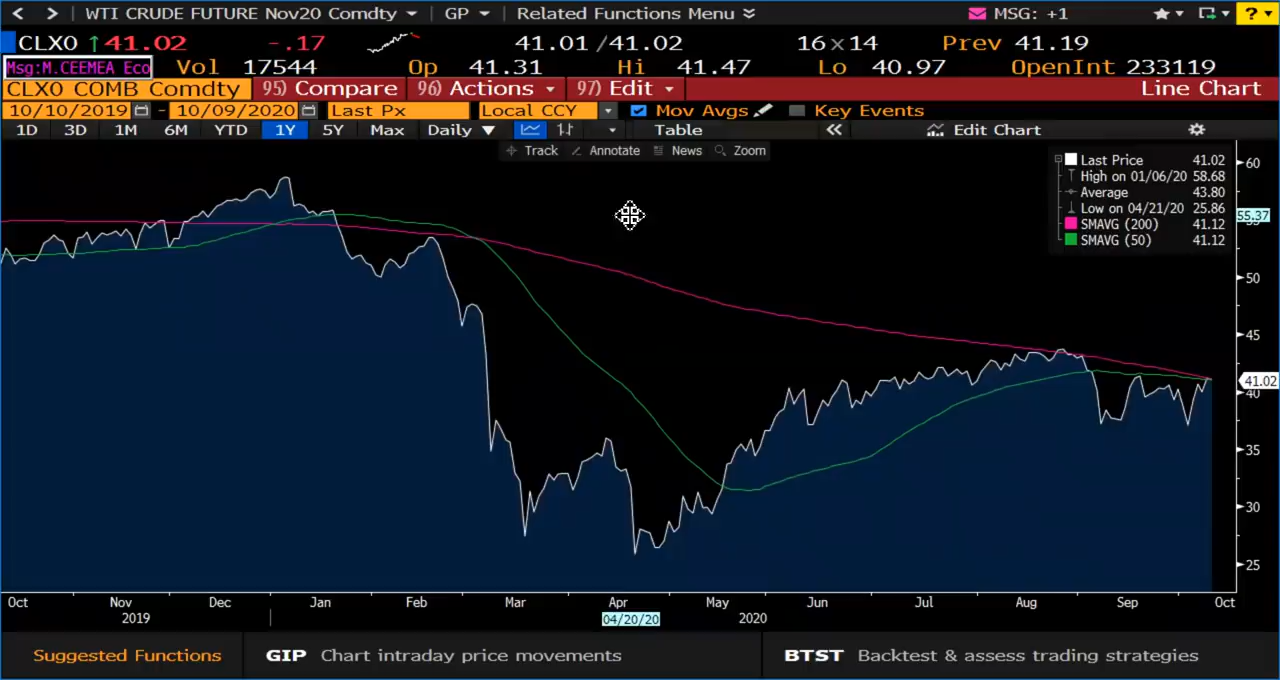 < > WTI CRUDE FUTURE Nov20 Comdty GP Related Functions Menu MSG: +1 ?
CLX0 ↑41.02 -.17 41.01/41.02 16x14 Prev 41.19
Msg:M.CEEMEA Eco Vol 17544 Op 41.31 Hi 41.47 Lo 40.97 OpenInt 233119
CLX0 COMB Comdty 95) Compare 96) Actions 97) Edit Line Chart
10/10/2019 - 10/09/2020 Last Px Local CCY Mov Avgs Key Events
1D 3D 1M 6M YTD 1Y 5Y Max Daily ▼ Table « Edit Chart
Track Annotate News Zoom
Last Price 41.02
High on 01/06/20 58.68
Average 43.80
Low on 04/21/20 25.86
SMAVG (200) 41.12
SMAVG (50) 41.12
60
55.37
50
45
41.02
40
35
30
25
Oct Nov Dec Jan Feb Mar Apr May Jun Jul Aug Sep Oct
2019 04/20/20 2020
Suggested Functions GIP Chart intraday price movements BTST Backtest & assess trading strategies